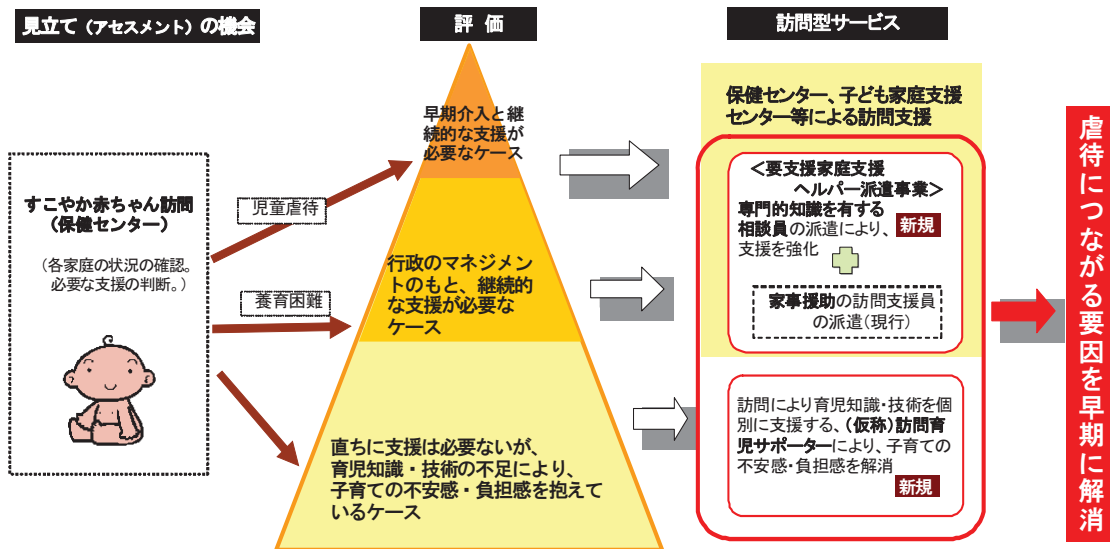 見立て（アセスメント）の機会
評 価
訪問型サービス
すこやか赤ちゃん訪問
（保健センター）
（各家庭の状況の確認。
必要な支援の判断。）
児童虐待
養育困難
早期介入と継
続的な支援が
必要なケース
行政のマネジメン
トのもと、継続的
な支援が必要な
ケース
直ちに支援は必要ないが、
育児知識・技術の不足により、
子育ての不安感・負担感を抱えて
いるケース
保健センター、子ども家庭支援
センター等による訪問支援
＜要支援家庭支援
ヘルパー派遣事業＞
専門的知識を有する
相談員の派遣により、
新規
支援を強化
家事援助の訪問支援員
の派遣（現行）
訪問により育児知識・技術を個
別に支援する、（仮称）訪問育
児サポーターにより、子育ての
不安感・負担感を解消
新規
虐待につながる要因を早期に解消